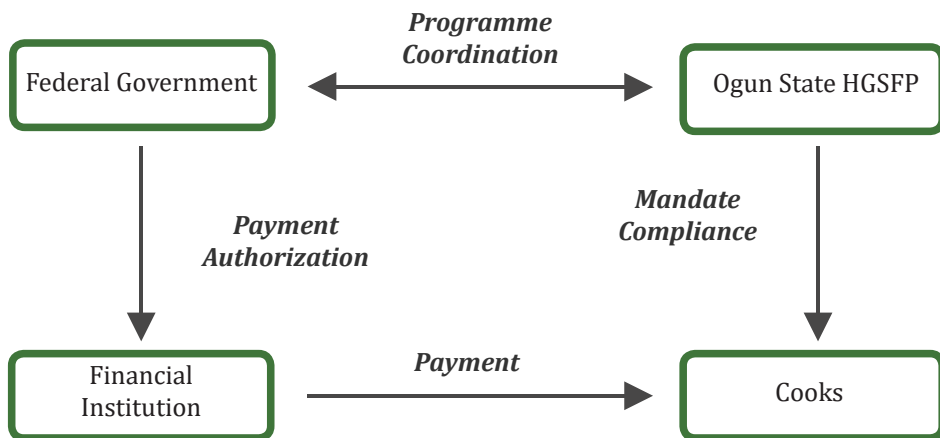 Programme
Coordination
Federal Government
Ogun State HGSFP
Payment
Authorization
Mandate
Compliance
Financial
Institution
Payment
Cooks